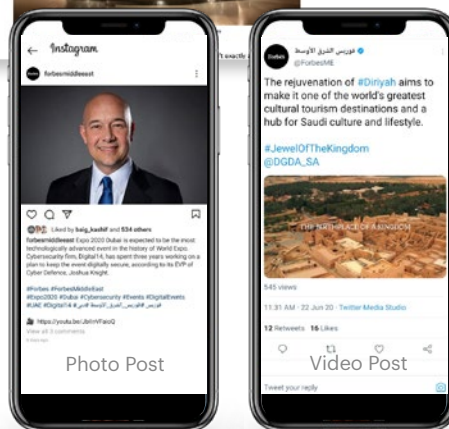 Instagram
forbesmiddleeast
Liked by baig_kashif and 534 others
forbesmiddleeast Expo 2020 Dubai is expected to be the most
technologically advanced event in the history of World Expo.
Cybersecurity firm, Digital14, has spent three years working on a
plan to keep the event digitally secure, according to its EVP of
Cyber Defence, Joshua Knight.
#Forbes #ForbesMiddleEast
#Expo2020 #Dubai #Cybersecurity #Events #DigitalEvents
#UAE #Digital14 #دبي #فوربس_الشرق_الأوسط #فوربس
View all 3 comments
Photo Post
فوربس الشرق الأوسط
@ForbesME
The rejuvenation of #Diriyah aims to
make it one of the world's greatest
cultural tourism destinations and a
hub for Saudi culture and lifestyle.
#JewelOfTheKingdom
@DGDA_SA
THE BIRTHPLACE OF A KINGDOM
545 views
11:31 AM · 22 Jun 20 · Twitter Media Studio
12 Retweets 16 Likes
Video Post
Tweet your reply